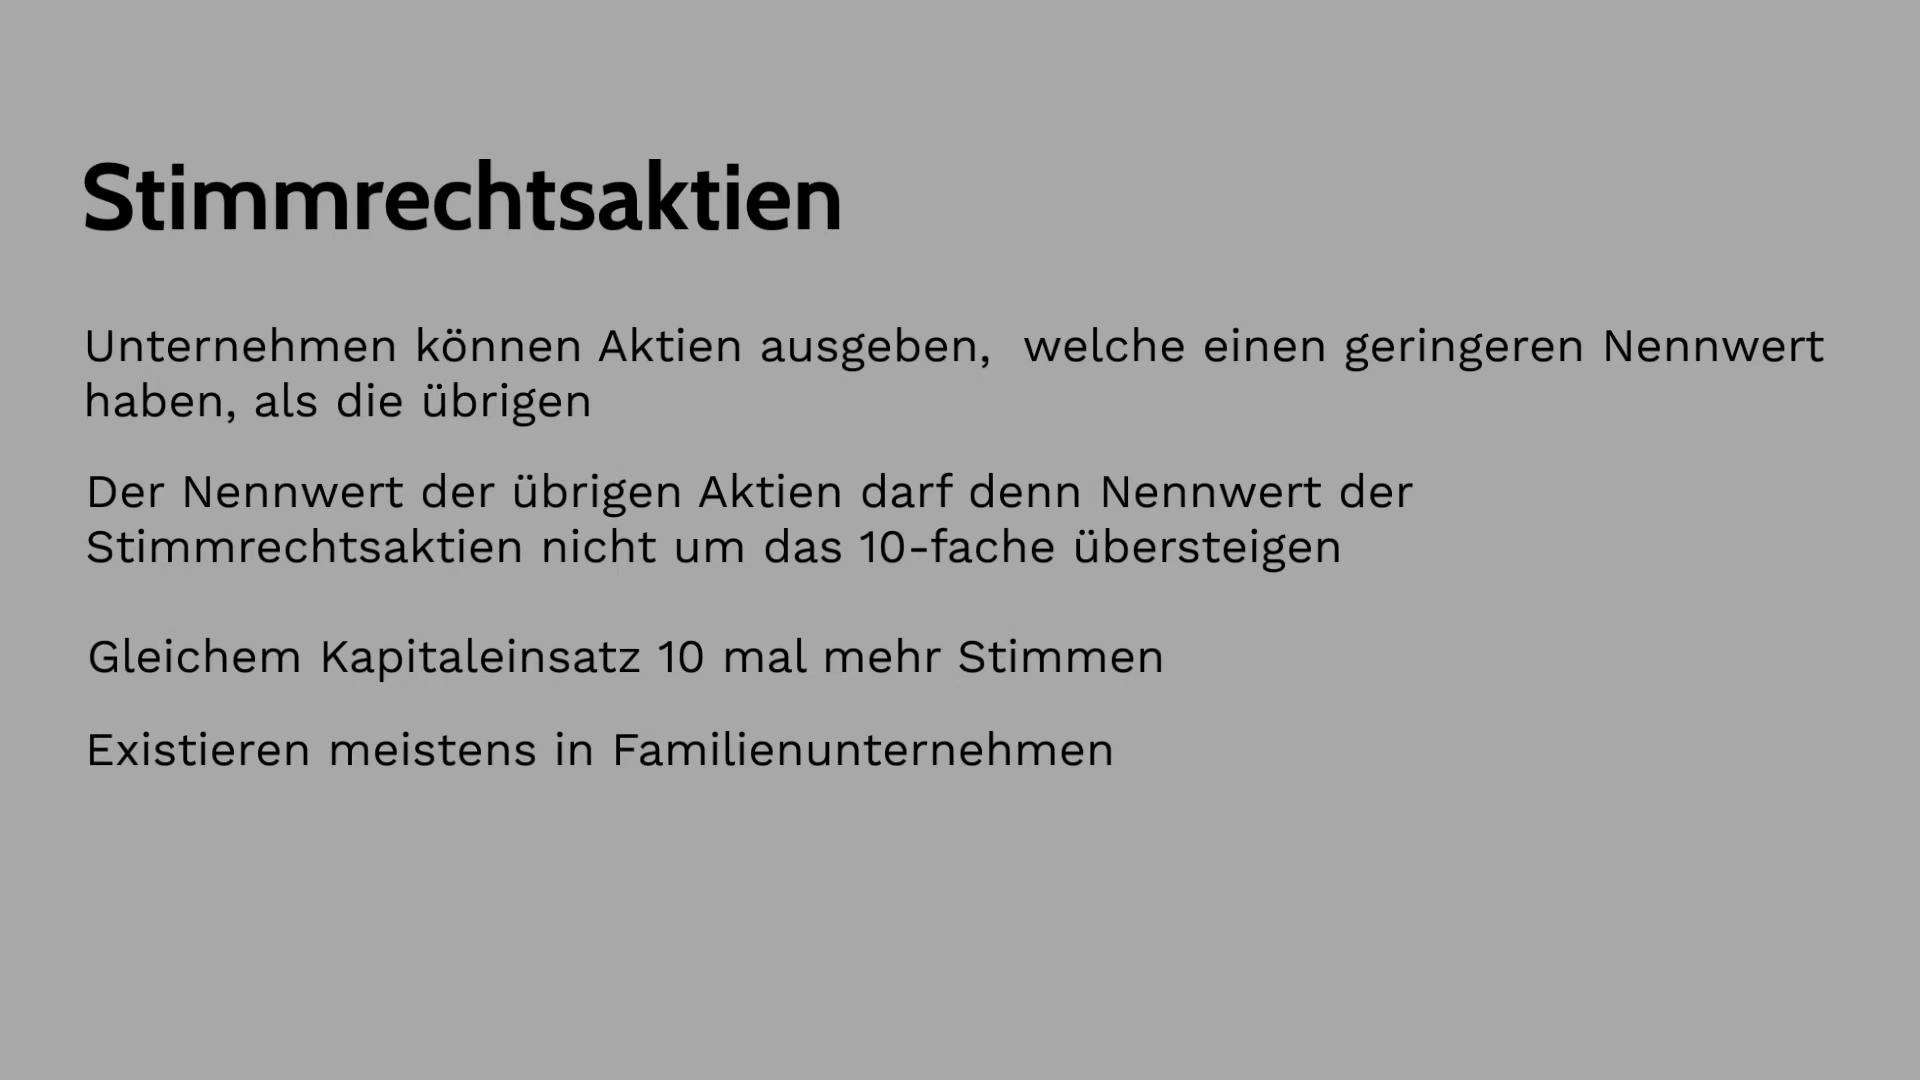 Stimmrechtsaktien
Unternehmen können Aktien ausgeben,  welche einen geringeren Nennwert
haben, als die übrigen
Der Nennwert der übrigen Aktien darf denn Nennwert der
Stimmrechtsaktien nicht um das 10-fache übersteigen
Gleichem Kapitaleinsatz 10 mal mehr Stimmen
Existieren meistens in Familienunternehmen